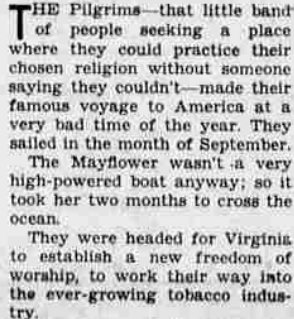 THE Pilgrims—that little band
of people seeking a place
where they could practice their
chosen religion without someone
saying they couldn't—made their
famous voyage to America at a
very bad time of the year. They
sailed in the month of September.
The Mayflower wasn't a very
high-powered boat anyway; so it
took her two months to cross the
ocean.
They were headed for Virginia
to establish a new freedom of
worship, to work their way into
the ever-growing tobacco indus-
try.